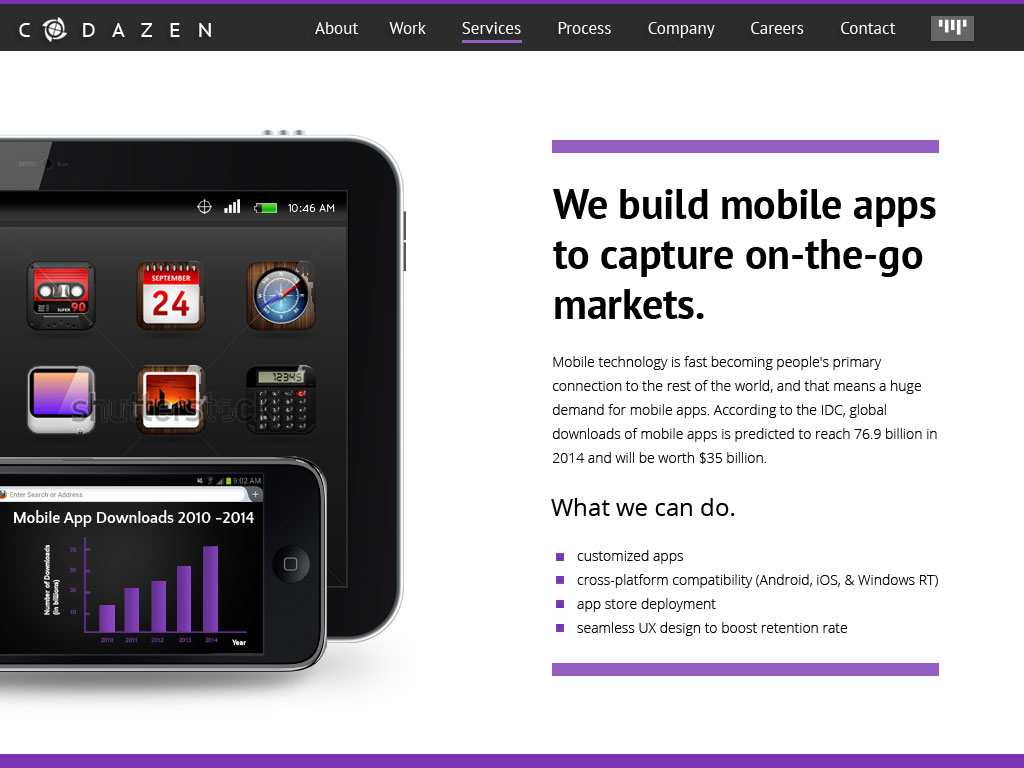 C DAZEN
About Work Services Process Company Careers Contact
10:46 AM
SEPTEMBER
24
SUPER 90
12345
shutterstock
9:02 AM
Enter Search or Address
Mobile App Downloads 2010 -2014
Number of Downloads
(in billions)
70
50
30
10
2010 2011 2012 2013 2014
Year
We build mobile apps
to capture on-the-go
markets.
Mobile technology is fast becoming people's primary
connection to the rest of the world, and that means a huge
demand for mobile apps. According to the IDC, global
downloads of mobile apps is predicted to reach 76.9 billion in
2014 and will be worth $35 billion.
What we can do.
customized apps
cross-platform compatibility (Android, iOS, & Windows RT)
app store deployment
seamless UX design to boost retention rate